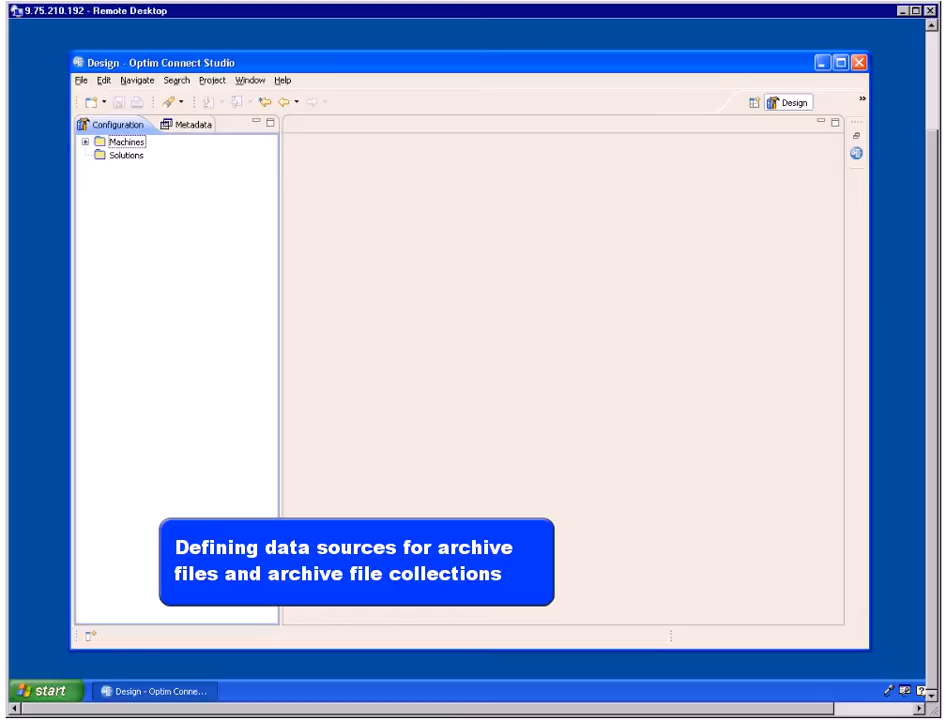 9.75.210.192 - Remote Desktop
Design - Optim Connect Studio
File Edit Navigate Search Project Window Help
Design
»
Configuration Metadata
Machines
Solutions
Defining data sources for archive
files and archive file collections
start Design - Optim Conne...